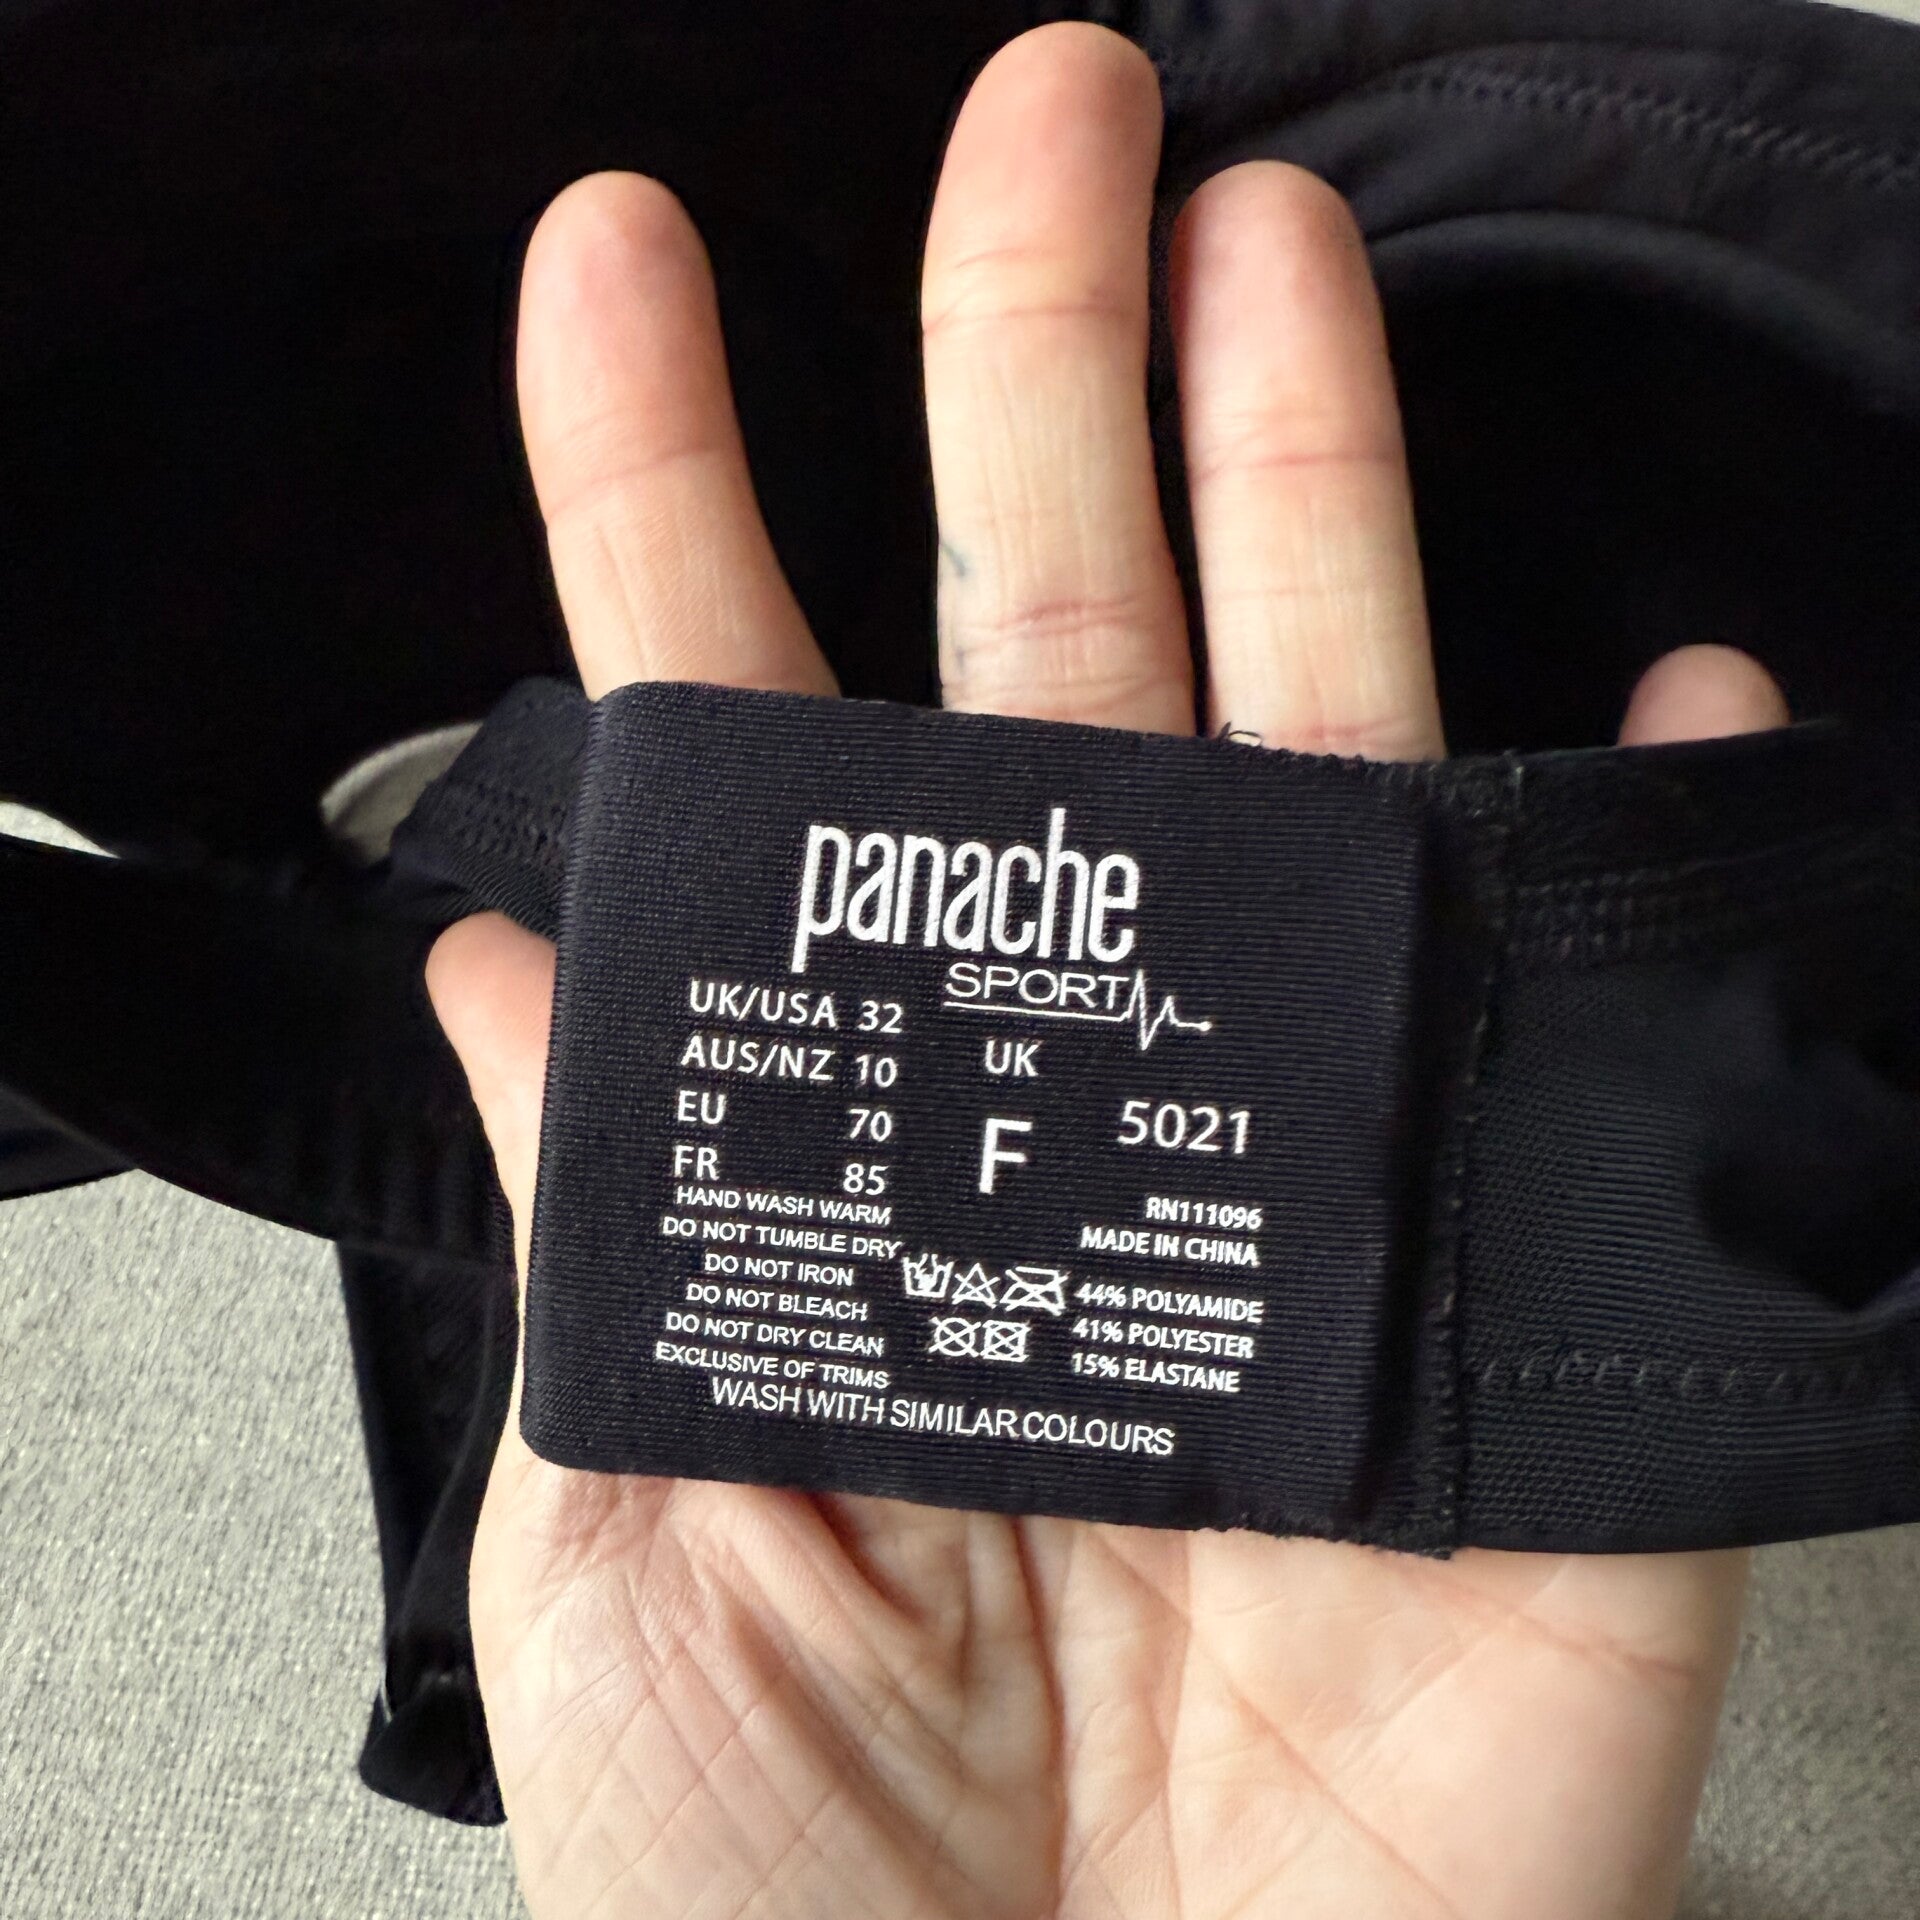 panache
SPORT
UK/USA 32
AUS/NZ 10
EU 70
FR 85
UK
F
5021
HAND WASH WARM
DO NOT TUMBLE DRY
DO NOT IRON
DO NOT BLEACH
DO NOT DRY CLEAN
EXCLUSIVE OF TRIMS
WASH WITH SIMILAR COLOURS
RN111096
MADE IN CHINA
44% POLYAMIDE
41% POLYESTER
15% ELASTANE